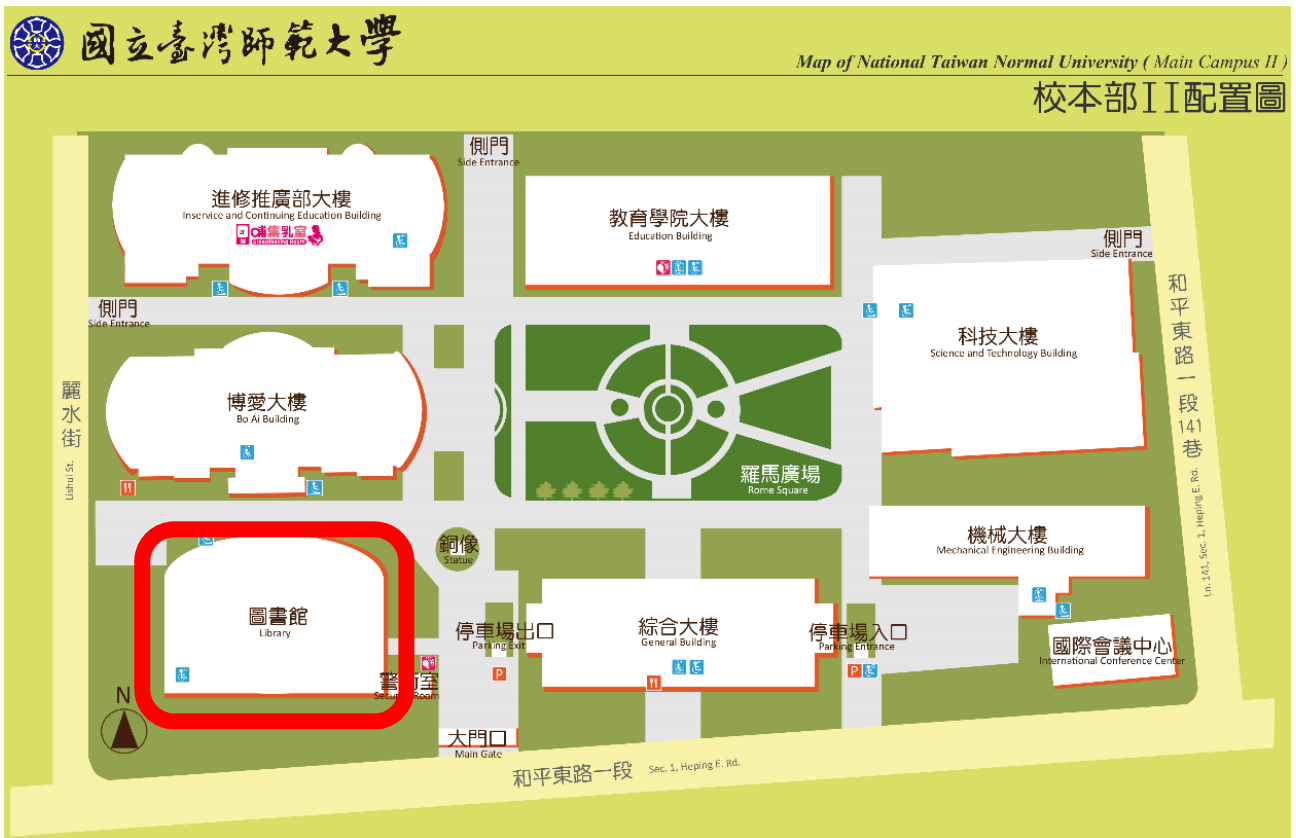 國立臺灣師範大學
Map of National Taiwan Normal University ( Main Campus II )
校本部II配置圖
側門
Side Entrance
進修推廣部大樓
Inservice and Continuing Education Building
哺集乳室
Breastfeeding Room
教育學院大樓
Education Building
側門
Side Entrance
側門
Side Entrance
科技大樓
Science and Technology Building
和平東路一段141巷
Ln. 141, Sec. 1, Heping E. Rd.
麗水街
Lishui St.
博愛大樓
Bo Ai Building
羅馬廣場
Rome Square
銅像
Statue
機械大樓
Mechanical Engineering Building
圖書館
Library
停車場出口
Parking Exit
P
綜合大樓
General Building
停車場入口
Parking Entrance
P
國際會議中心
International Conference Center
警衛室
Security Room
N
大門口
Main Gate
和平東路一段 Sec. 1, Heping E. Rd.